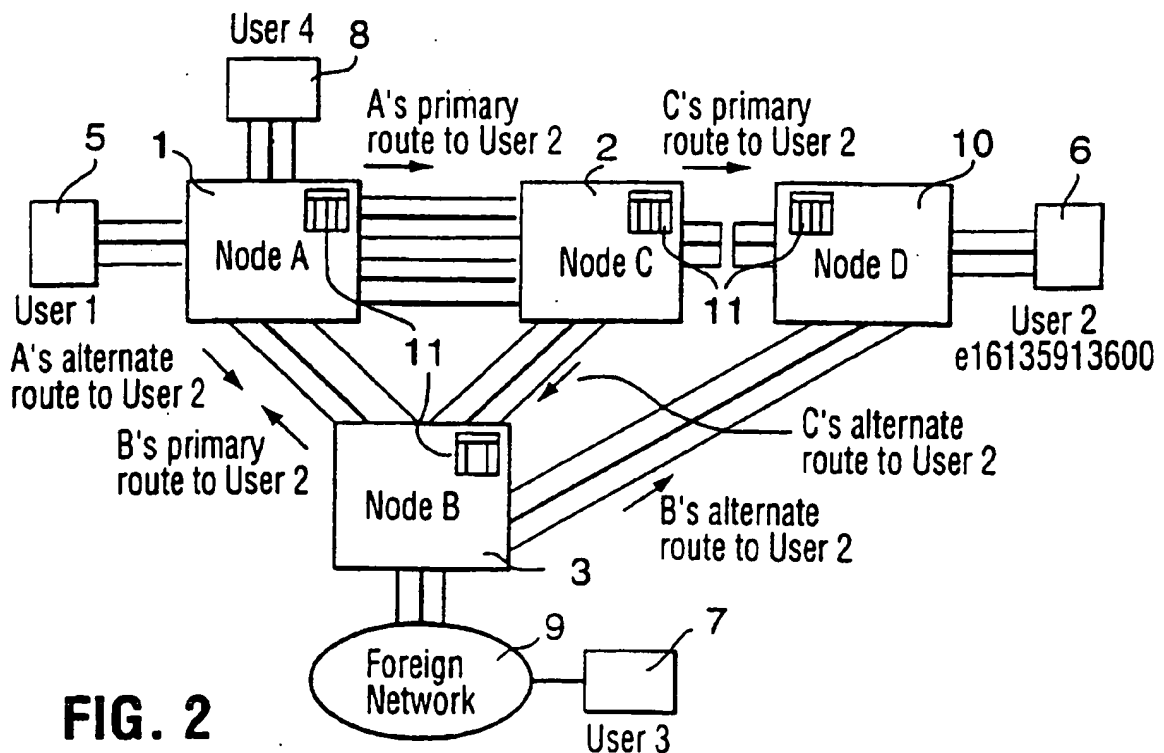 User 4
8
A's primary
route to User 2
C's primary
route to User 2
5
1
2
10
6
Node A
Node C
Node D
User 1
11
11
User 2
e16135913600
A's alternate
route to User 2
B's primary
route to User 2
11
C's alternate
route to User 2
Node B
B's alternate
route to User 2
3
9
7
Foreign
Network
User 3
FIG. 2